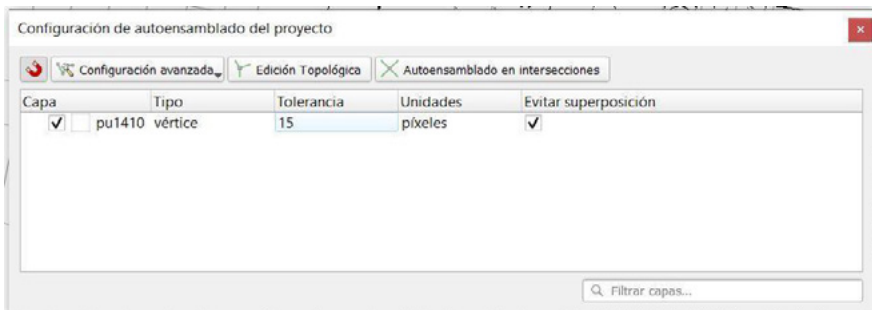 Configuración de autoensamblado del proyecto
Configuración avanzada Edición Topológica Autoensamblado en intersecciones
Capa Tipo Tolerancia Unidades Evitar superposición
pu1410 vértice 15 píxeles
Filtrar capas...